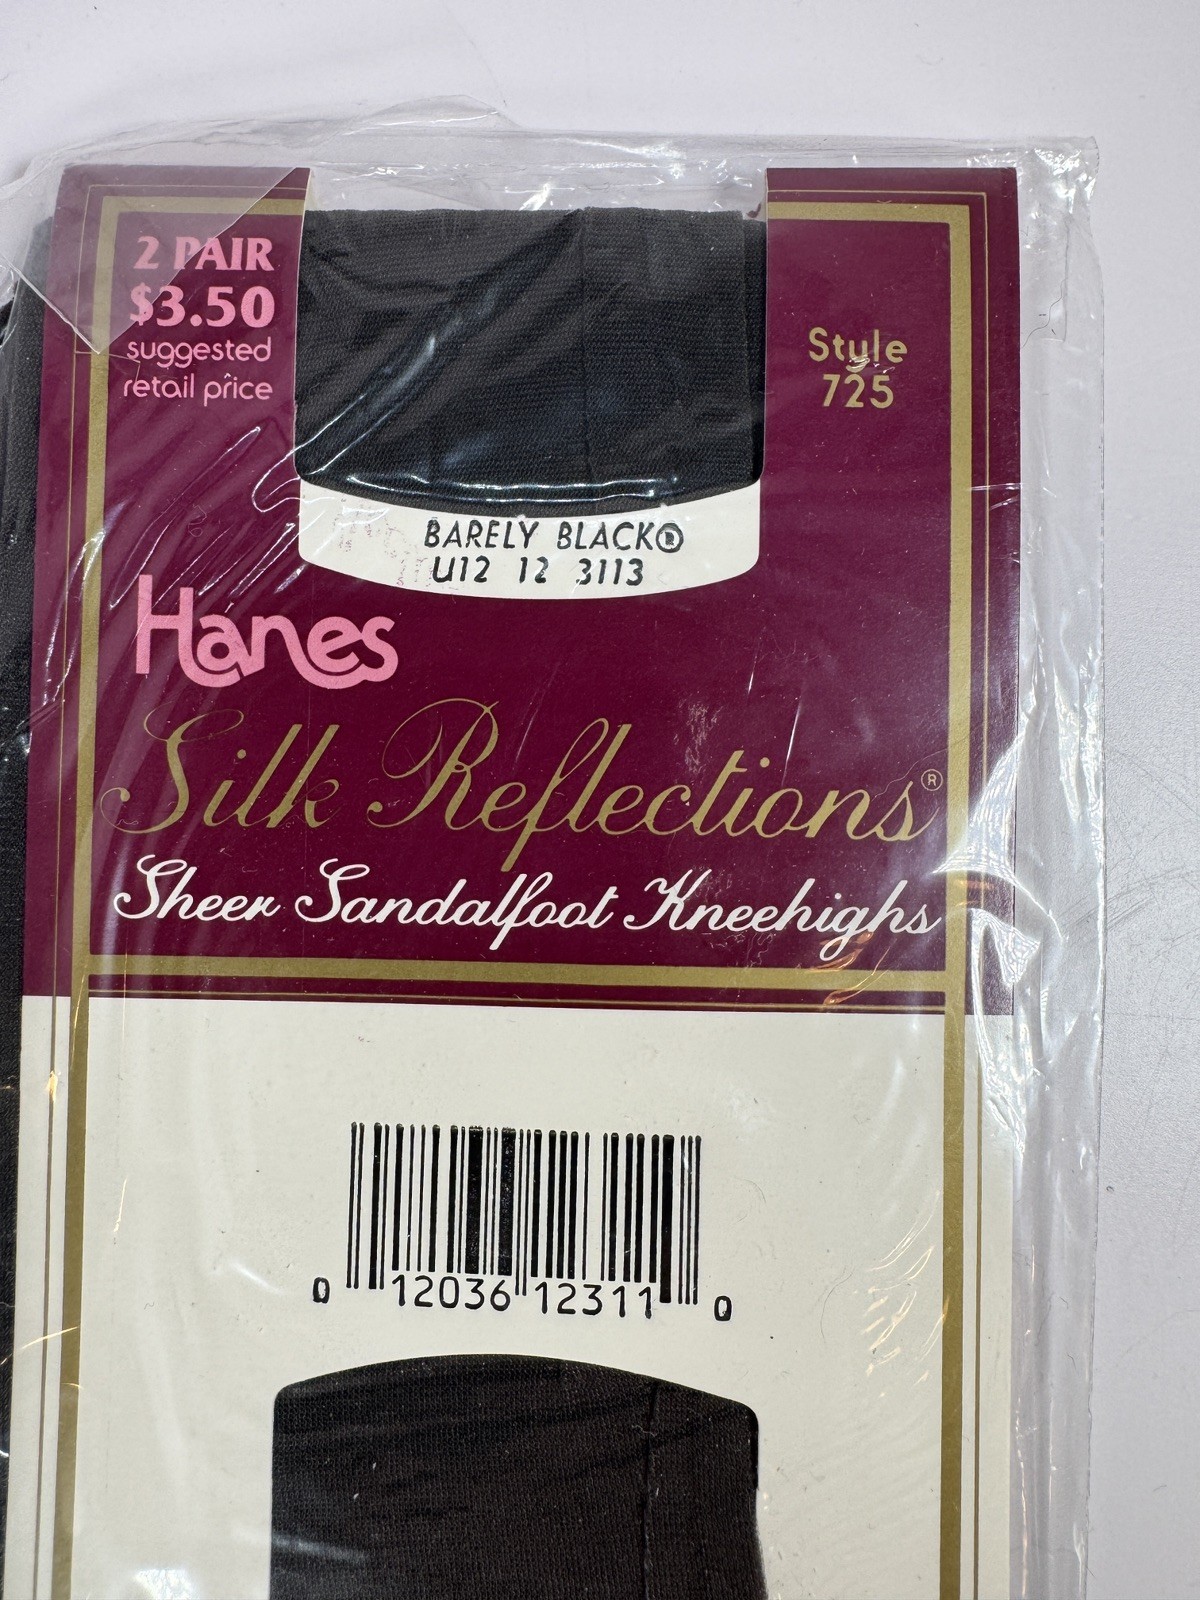 2 PAIR
$3.50
suggested
retail price
Style
725
BARELY BLACK®
U12 12 3113
Hanes
Silk Reflections®
Sheer Sandalfoot Kneehighs
0 12036 12311 0